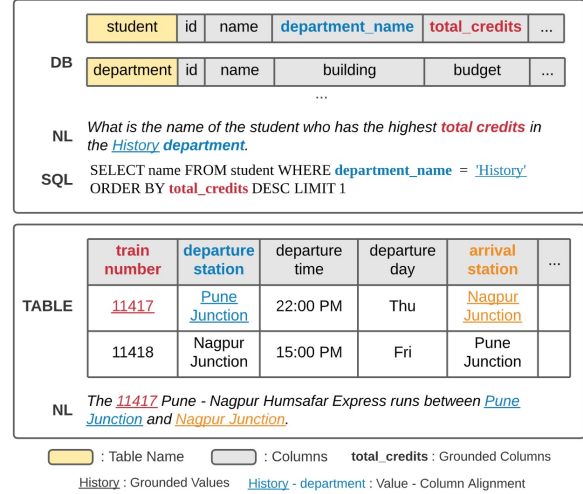 student id name department_name total_credits ...
DB
department id name building budget ...
...
NL What is the name of the student who has the highest total credits in
the History department.
SQL SELECT name FROM student WHERE department_name = 'History'
ORDER BY total_credits DESC LIMIT 1
train departure departure departure arrival ...
number station time day station
TABLE 11417 Pune Junction 22:00 PM Thu Nagpur Junction
11418 Nagpur Junction 15:00 PM Fri Pune Junction
NL The 11417 Pune - Nagpur Humsafar Express runs between Pune
Junction and Nagpur Junction.
: Table Name : Columns total_credits : Grounded Columns
History : Grounded Values History - department : Value - Column Alignment